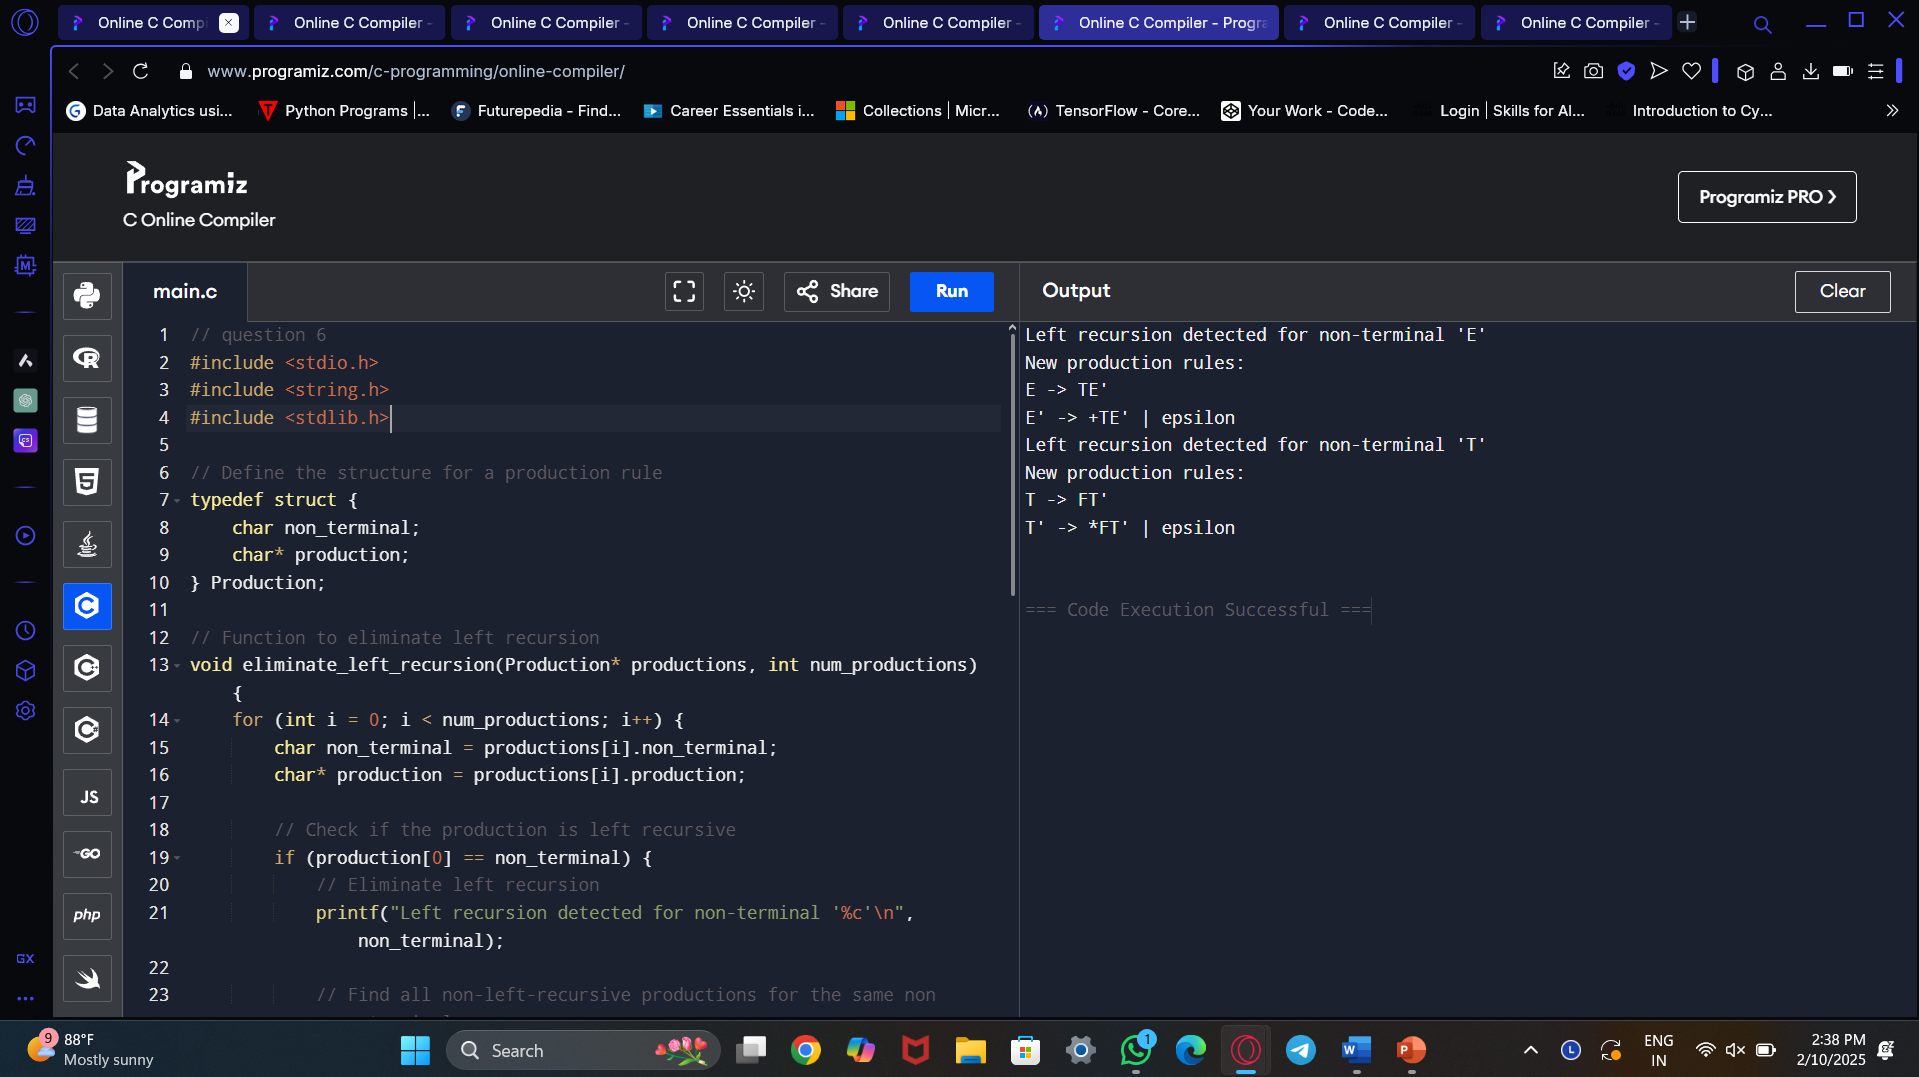 Online C Compi
Online C Compiler -
Online C Compiler -
Online C Compiler -
Online C Compiler -
Online C Compiler - Progra
Online C Compiler -
Online C Compiler -
www.programiz.com/c-programming/online-compiler/
Data Analytics usi...
Python Programs |...
Futurepedia - Find...
Career Essentials i...
Collections | Micr...
TensorFlow - Core...
Your Work - Code...
Login | Skills for AI...
Introduction to Cy...
Programiz
C Online Compiler
Programiz PRO ❯
main.c
Share
Run
Output
Clear
1 // question 6
2 #include <stdio.h>
3 #include <string.h>
4 #include <stdlib.h>
5
6 // Define the structure for a production rule
7 typedef struct {
8 char non_terminal;
9 char* production;
10 } Production;
11
12 // Function to eliminate left recursion
13 void eliminate_left_recursion(Production* productions, int num_productions)
{
14 for (int i = 0; i < num_productions; i++) {
15 char non_terminal = productions[i].non_terminal;
16 char* production = productions[i].production;
17
18 // Check if the production is left recursive
19 if (production[0] == non_terminal) {
20 // Eliminate left recursion
21 printf("Left recursion detected for non-terminal '%c'\n",
non_terminal);
22
23 // Find all non-left-recursive productions for the same non
Left recursion detected for non-terminal 'E'
New production rules:
E -> TE'
E' -> +TE' | epsilon
Left recursion detected for non-terminal 'T'
New production rules:
T -> FT'
T' -> *FT' | epsilon
=== Code Execution Successful ===
JS
GO
php
GX
M
9
88°F
Mostly sunny
Search
1
L
ENG
IN
2:38 PM
2/10/2025